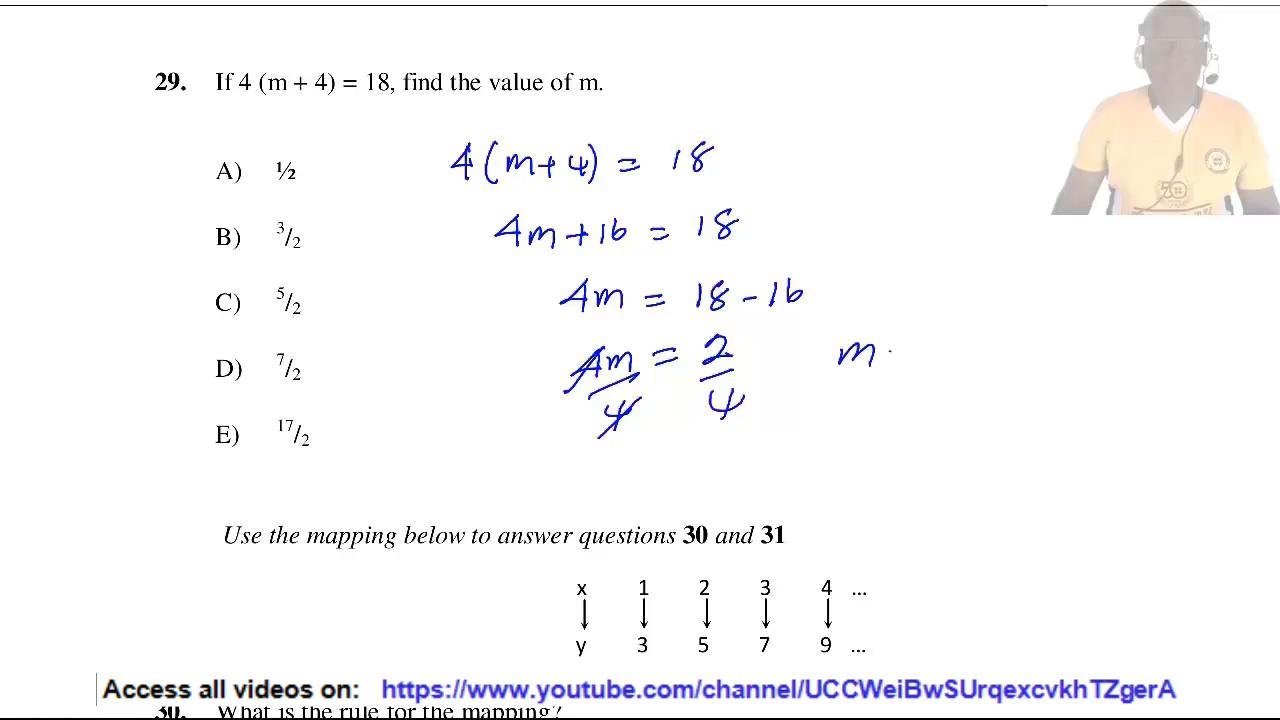 29. If 4 (m + 4) = 18, find the value of m.
A) ½
B) 3/2
C) 5/2
D) 7/2
E) 17/2
4(m+4) = 18
4m+16 = 18
4m = 18-16
4m/4 = 2/4 m
Use the mapping below to answer questions 30 and 31
x 1 2 3 4 ...
↓ ↓ ↓ ↓ ↓
y 3 5 7 9 ...
Access all videos on: https://www.youtube.com/channel/UCCWeiBwSUrqexcvkhTZgerA
30. What is the rule for the mapping?